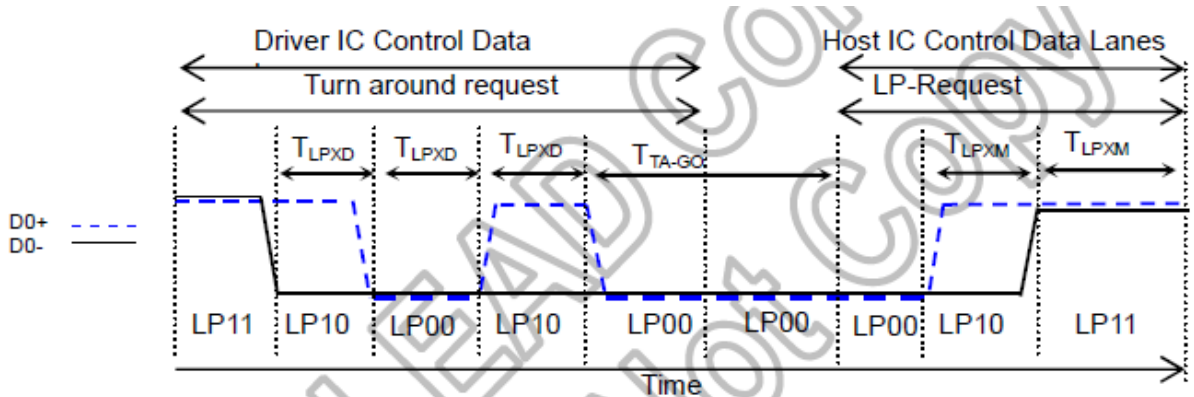 Driver IC Control Data
Host IC Control Data Lanes
Turn around request
LP-Request
TLPXD TLPXD TLPXD TTA-GO TLPXM TLPXM
D0+
D0-
LP11 LP10 LP00 LP10 LP00 LP00 LP00 LP10 LP11
Time